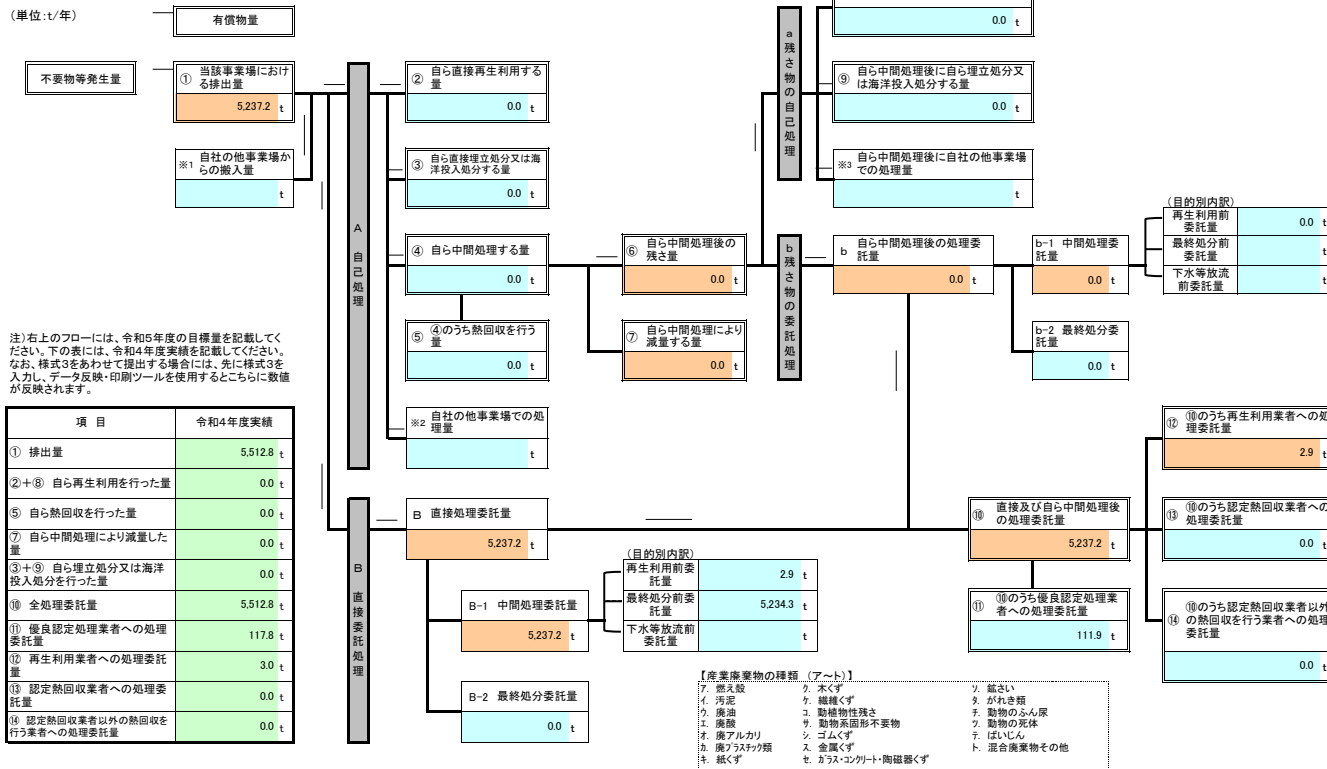 (単位:t/年)
有償物量
0.0 t
不要物等発生量
① 当該事業場におけ
る排出量
5,237.2 t
※1 自社の他事業場か
らの搬入量
t
A 自己処理
② 自ら直接再生利用する
量
0.0 t
③ 自ら直接埋立処分又は海
洋投入処分する量
0.0 t
④ 自ら中間処理する量
0.0 t
⑤ ④のうち熱回収を行う
量
0.0 t
※2 自社の他事業場での処
理量
t
⑥ 自ら中間処理後の
残さ量
0.0 t
⑦ 自ら中間処理により
減量する量
0.0 t
a 残さ物の自己処理
⑨ 自ら中間処理後に自ら埋立処分又
は海洋投入処分する量
0.0 t
※3 自ら中間処理後に自社の他事業場
での処理量
t
b 残さ物の委託処理
b 自ら中間処理後の処理委
託量
0.0 t
b-1 中間処理委
託量
0.0 t
b-2 最終処分委
託量
0.0 t
(目的別内訳)
再生利用前
委託量
0.0 t
最終処分前
委託量
t
下水等放流
前委託量
t
注)右上のフローには、令和5年度の目標量を記載してく
ださい。下の表には、令和4年度実績を記載してください。
なお、様式3をあわせて提出する場合には、先に様式3を
入力し、データ反映・印刷ツールを使用するとこちらに数値
が反映されます。
項 目 令和4年度実績
① 排出量 5,512.8 t
②+⑧ 自ら再生利用を行った量 0.0 t
⑤ 自ら熱回収を行った量 0.0 t
⑦ 自ら中間処理により減量した
量 0.0 t
③+⑨ 自ら埋立処分又は海洋
投入処分を行った量 0.0 t
⑩ 全処理委託量 5,512.8 t
⑪ 優良認定処理業者への処理
委託量 117.8 t
⑫ 再生利用業者への処理委託
量 3.0 t
⑬ 認定熱回収業者への処理委
託量 0.0 t
⑭ 認定熱回収業者以外の熱回収を
行う業者への処理委託量 0.0 t
B 直接委託処理
B 直接処理委託量
5,237.2 t
B-1 中間処理委託量
5,237.2 t
B-2 最終処分委託量
0.0 t
(目的別内訳)
再生利用前委
託量
2.9 t
最終処分前委
託量
5,234.3 t
下水等放流前
委託量
t
⑩ 直接及び自ら中間処理後
の処理委託量
5,237.2 t
⑪ ⑩のうち優良認定処理業
者への処理委託量
111.9 t
⑫ ⑩のうち再生利用業者への処
理委託量
2.9 t
⑬ ⑩のうち認定熱回収業者への
処理委託量
0.0 t
⑭ ⑩のうち認定熱回収業者以外
の熱回収を行う業者への処理
委託量
0.0 t
【産業廃棄物の種類 (ア~ト)】
ア. 燃え殻
イ. 汚泥
ウ. 廃油
エ. 廃酸
オ. 廃アルカリ
カ. 廃プラスチック類
キ. 紙くず
ク. 木くず
ケ. 繊維くず
コ. 動植物性残さ
サ. 動物系固形不要物
シ. ゴムくず
ス. 金属くず
セ. ガラス・コンクリート・陶磁器くず
ソ. 鉱さい
タ. がれき類
チ. 動物のふん尿
ツ. 動物の死体
テ. ばいじん
ト. 混合廃棄物その他